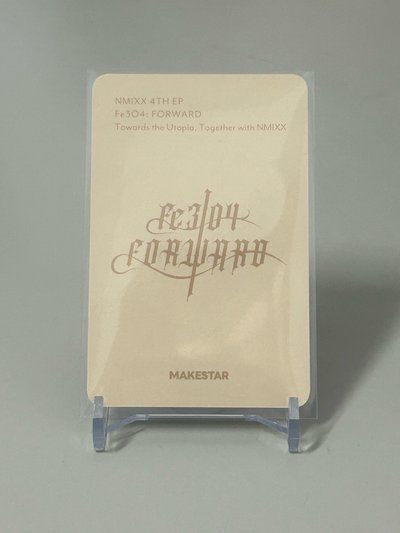 NMIXX 4TH EP
Fe3O4: FORWARD
Towards the Utopia, Together with NMIXX
Fe3O4
FORWARD
MAKESTAR